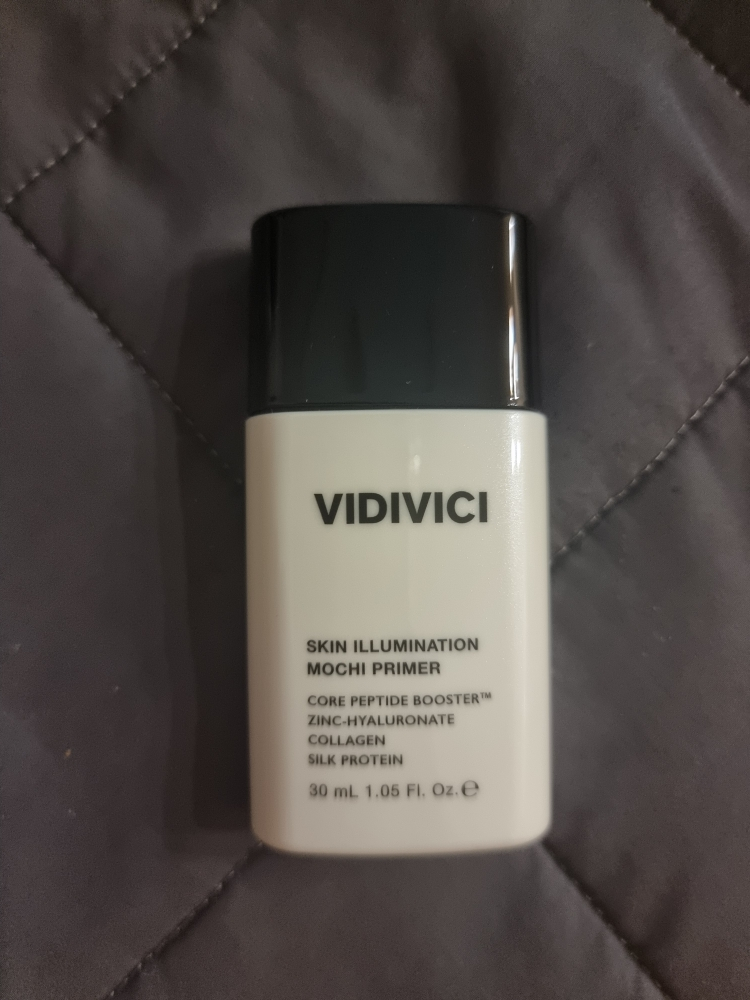 VIDIVICI
SKIN ILLUMINATION
MOCHI PRIMER
CORE PEPTIDE BOOSTER™
ZINC-HYALURONATE
COLLAGEN
SILK PROTEIN
30 mL 1.05 Fl. Oz.℮